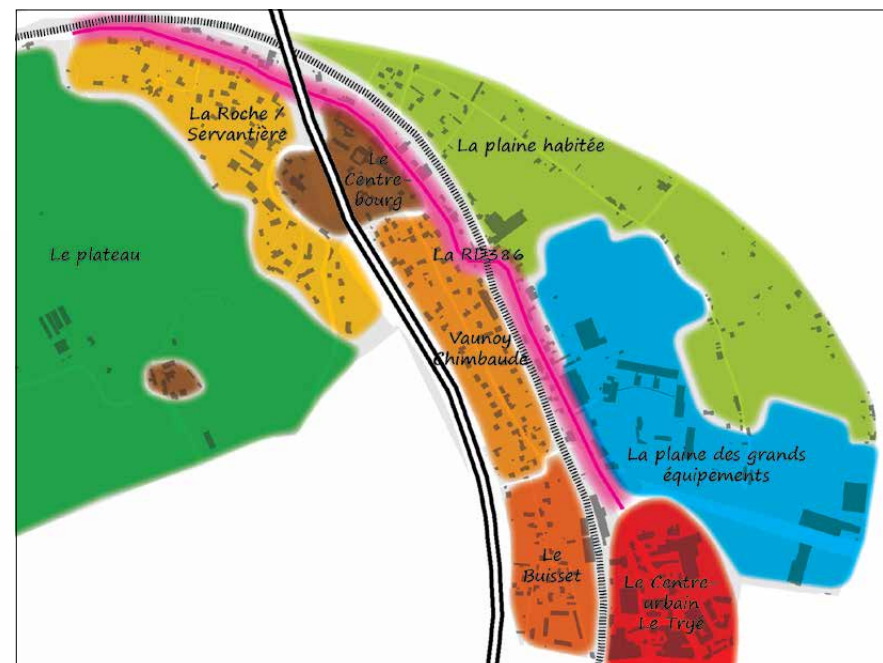 La Roche /
Servantière
La plaine habitée
Le
Centre-
bourg
Le plateau
La RD386
Vaunoy
Chimbaude
La plaine des grands
équipements
Le
Buisset
Le Centre-
urbain
Le Tryé